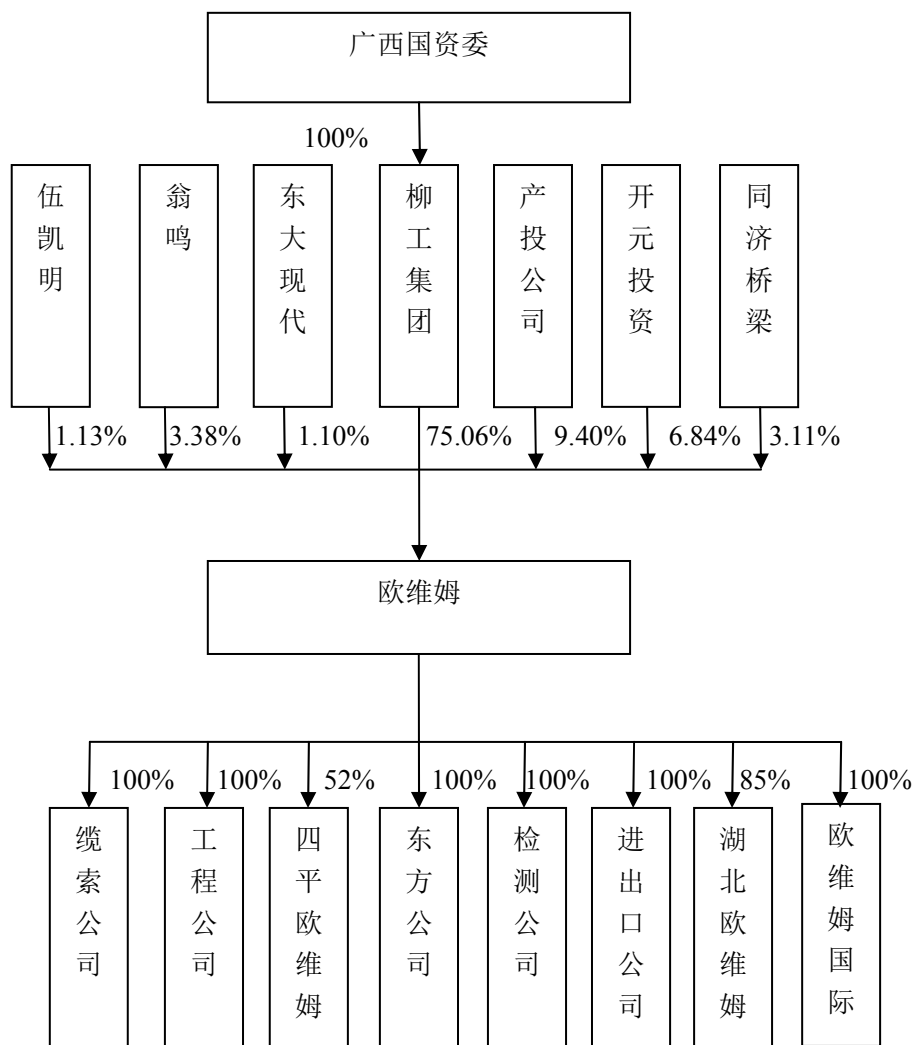 广西国资委
100%
伍凯明
翁鸣
东大现代
柳工集团
产投公司
开元投资
同济桥梁
1.13%
3.38%
1.10%
75.06%
9.40%
6.84%
3.11%
欧维姆
100%
100%
52%
100%
100%
100%
85%
100%
缆索公司
工程公司
四平欧维姆
东方公司
检测公司
进出口公司
湖北欧维姆
欧维姆国际